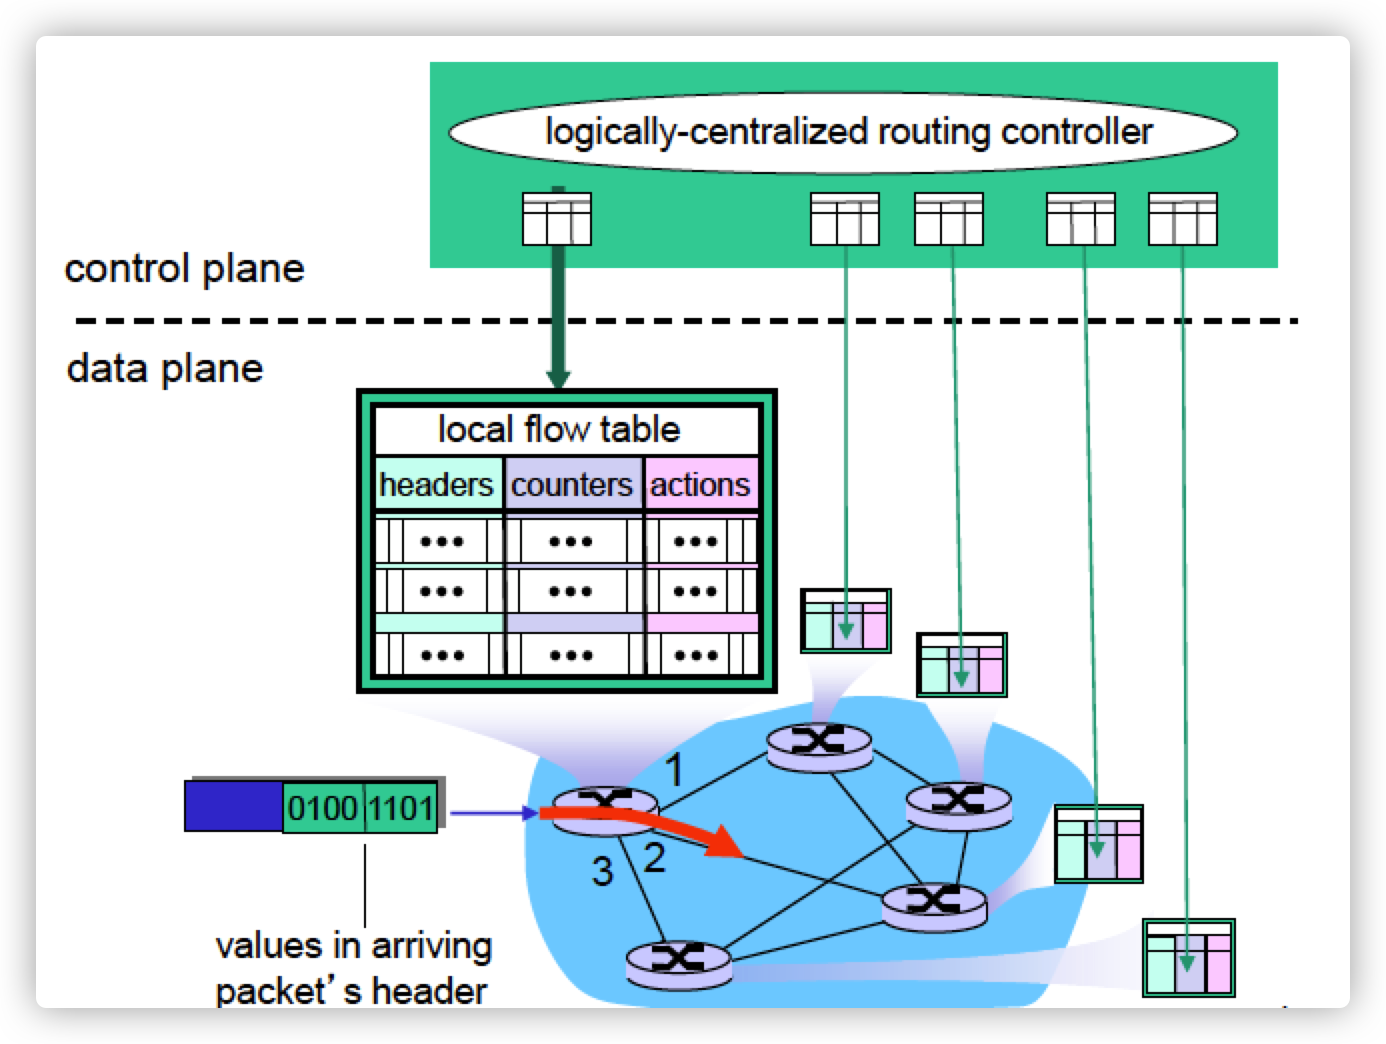 logically-centralized routing controller
control plane
data plane
local flow table
headers counters actions
1
0100 1101
3 2
values in arriving
packet’s header